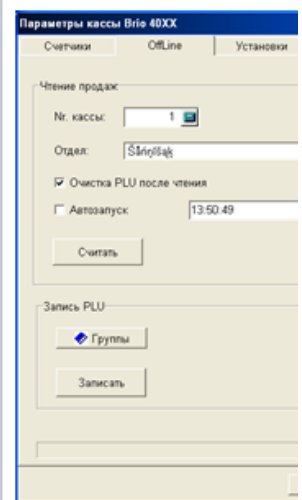 Параметры кассы Brio 40XX
Счетчики OffLine Установки
Чтение продаж
Nr. кассы: 1
Отдел:
Очистка PLU после чтения
Автозапуск 13:50:49
Считать
Запись PLU
Группы
Записать